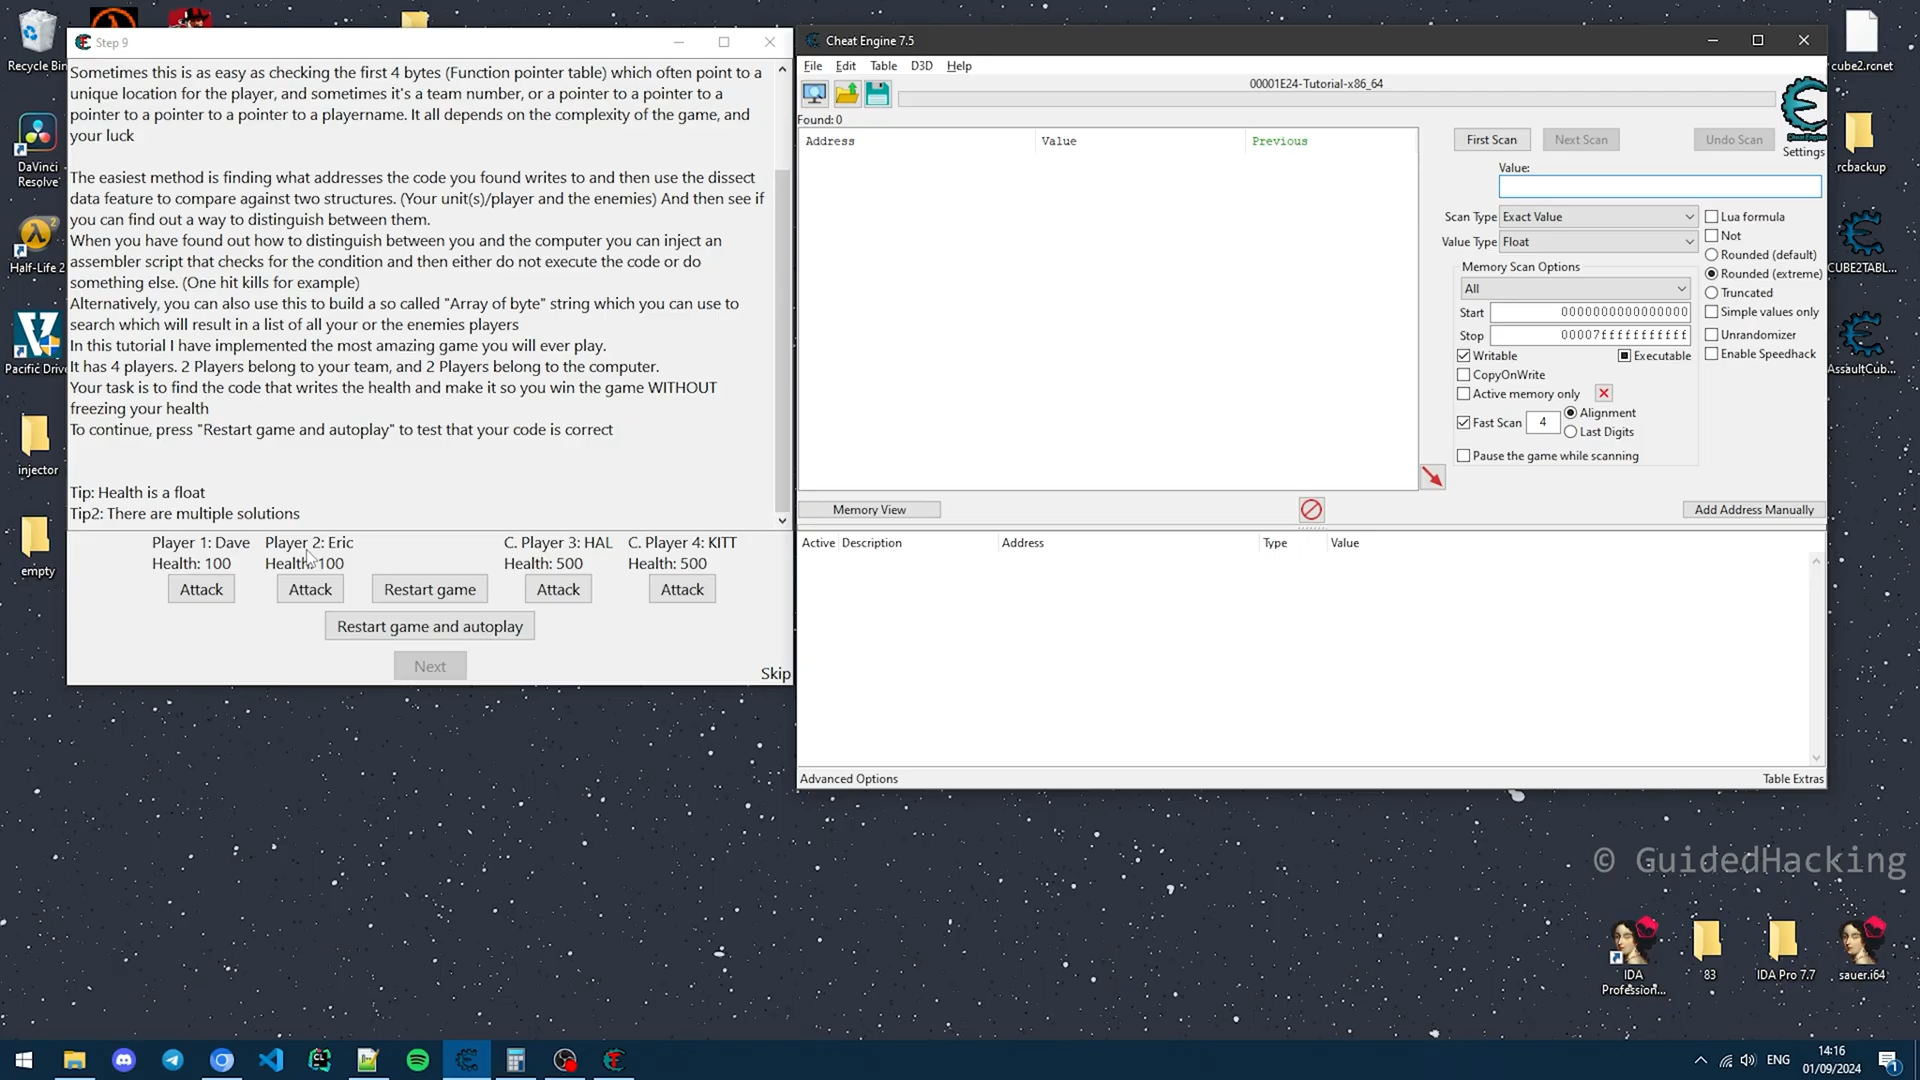 Recycle Bin
DaVinci
Resolve
Half-Life 2
Pacific Drive
injector
empty
Step 9
Sometimes this is as easy as checking the first 4 bytes (Function pointer table) which often point to a
unique location for the player, and sometimes it's a team number, or a pointer to a pointer to a
pointer to a pointer to a pointer to a playername. It all depends on the complexity of the game, and
your luck
The easiest method is finding what addresses the code you found writes to and then use the dissect
data feature to compare against two structures. (Your unit(s)/player and the enemies) And then see if
you can find out a way to distinguish between them.
When you have found out how to distinguish between you and the computer you can inject an
assembler script that checks for the condition and then either do not execute the code or do
something else. (One hit kills for example)
Alternatively, you can also use this to build a so called "Array of byte" string which you can use to
search which will result in a list of all your or the enemies players
In this tutorial I have implemented the most amazing game you will ever play.
It has 4 players. 2 Players belong to your team, and 2 Players belong to the computer.
Your task is to find the code that writes the health and make it so you win the game WITHOUT
freezing your health
To continue, press "Restart game and autoplay" to test that your code is correct
Tip: Health is a float
Tip2: There are multiple solutions
Player 1: Dave Player 2: Eric C. Player 3: HAL C. Player 4: KITT
Health: 100 Health: 100 Health: 500 Health: 500
Attack Attack Restart game Attack Attack
Restart game and autoplay
Next
Skip
Cheat Engine 7.5
File Edit Table D3D Help
00001E24-Tutorial-x86_64
Found: 0
Address Value Previous
First Scan Next Scan Undo Scan
Cheat Engine
Settings
Value:
Scan Type Exact Value
Value Type Float
Lua formula
Not
Rounded (default)
Rounded (extreme)
Truncated
Simple values only
Unrandomizer
Enable Speedhack
Memory Scan Options
All
Start 0000000000000000
Stop 00007fffffffffff
Writable Executable
CopyOnWrite
Active memory only
Fast Scan 4 Alignment
Last Digits
Pause the game while scanning
Memory View Add Address Manually
Active Description Address Type Value
Advanced Options Table Extras
cube2.rcnet
rcbackup
CUBE2TABL...
AssaultCub...
© GuidedHacking
IDA
Profession...
83
IDA Pro 7.7
sauer.i64
ENG
14:16
01/09/2024
1